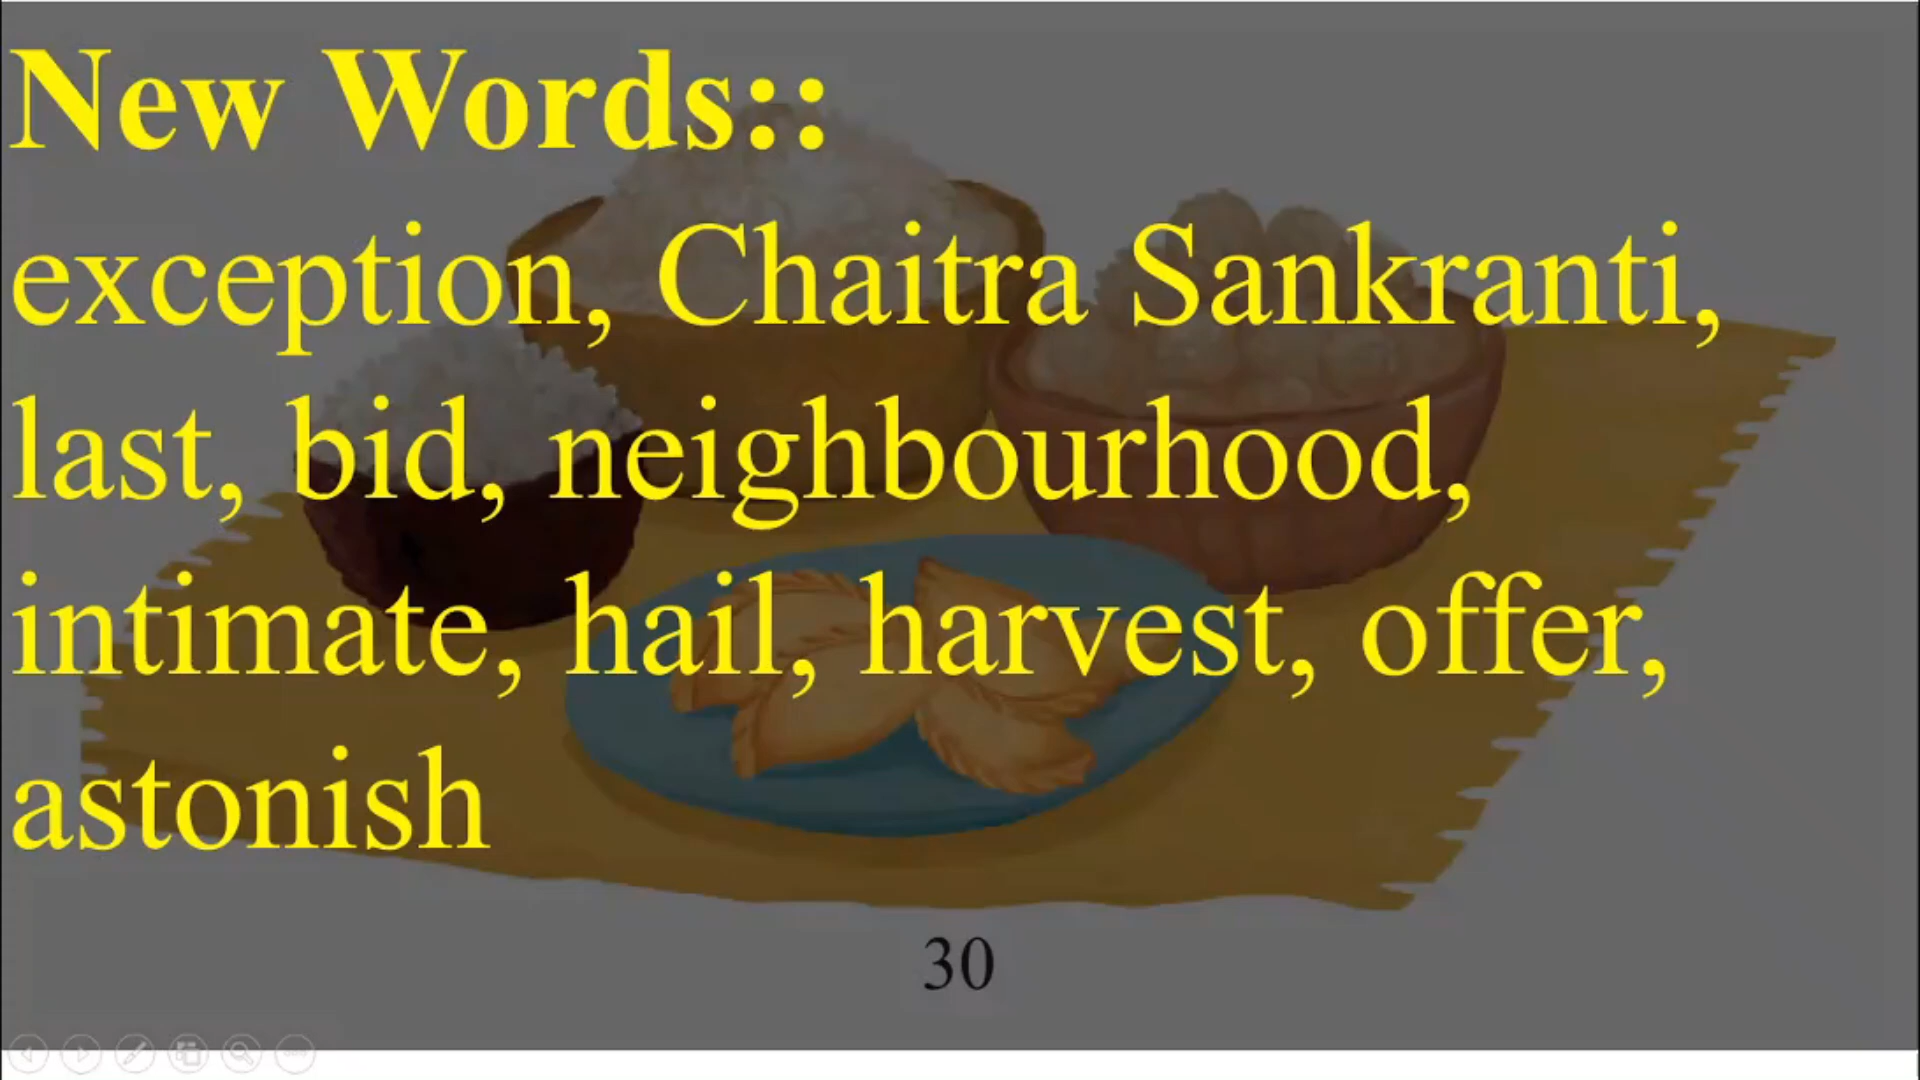 New Words::
exception, Chaitra Sankranti,
last, bid, neighbourhood,
intimate, hail, harvest, offer,
astonish
30